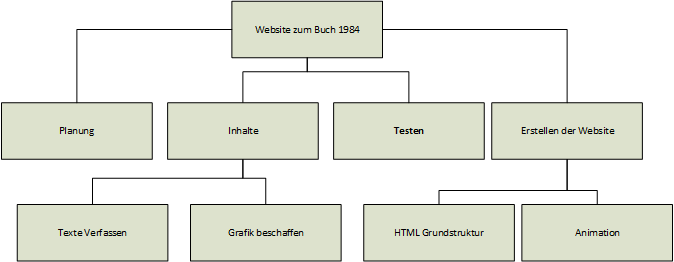 Website zum Buch 1984
Planung
Inhalte
Testen
Erstellen der Website
Texte Verfassen
Grafik beschaffen
HTML Grundstruktur
Animation